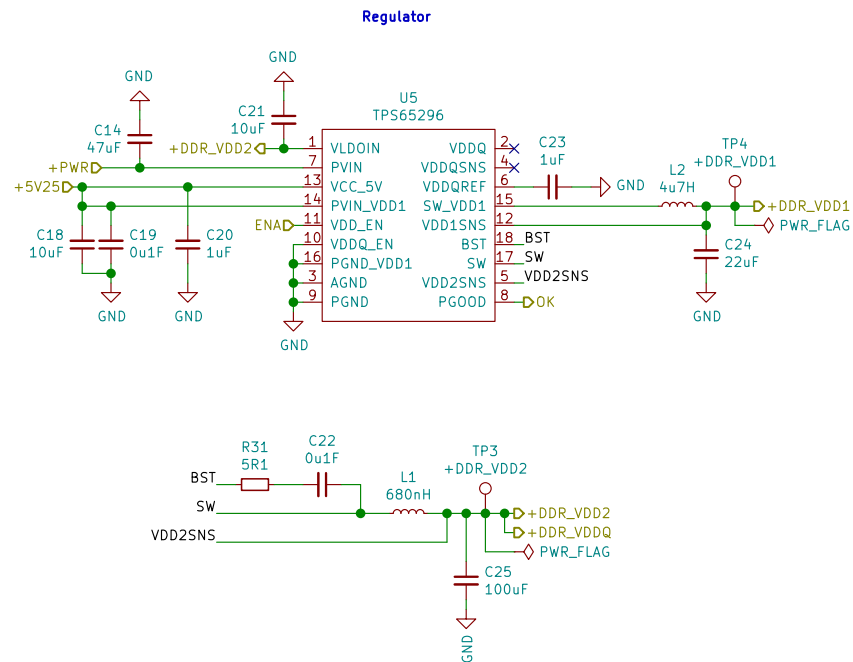 Regulator
GND
GND
C21
10uF
C14
47uF
+DDR_VDD2
+PWR
+5V25
ENA
C18
10uF
C19
0u1F
C20
1uF
GND
GND
GND
U5
TPS65296
1 VLDOIN
7 PVIN
13 VCC_5V
14 PVIN_VDD1
11 VDD_EN
10 VDDQ_EN
16 PGND_VDD1
3 AGND
9 PGND
VDDQ 2
VDDQSNS 4
VDDQREF 6
SW_VDD1 15
VDD1SNS 12
BST 18 BST
SW 17 SW
VDD2SNS 5 VDD2SNS
PGOOD 8 OK
C23
1uF
GND
L2
4u7H
TP4
+DDR_VDD1
+DDR_VDD1
PWR_FLAG
C24
22uF
GND
BST
SW
VDD2SNS
R31
5R1
C22
0u1F
L1
680nH
TP3
+DDR_VDD2
+DDR_VDD2
+DDR_VDDQ
PWR_FLAG
C25
100uF
GND